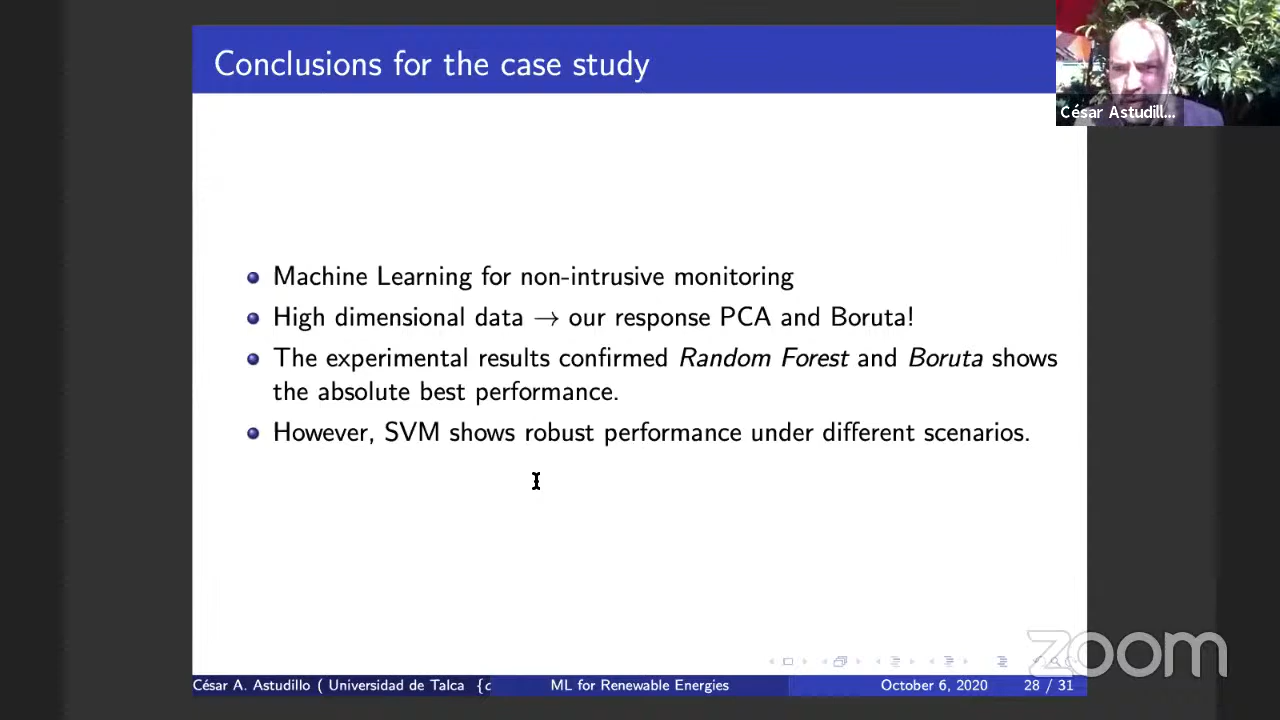 Conclusions for the case study
César Astudill...
Machine Learning for non-intrusive monitoring
High dimensional data → our response PCA and Boruta!
The experimental results confirmed Random Forest and Boruta shows
the absolute best performance.
However, SVM shows robust performance under different scenarios.
zoom
César A. Astudillo ( Universidad de Talca {c ML for Renewable Energies October 6, 2020 28 / 31